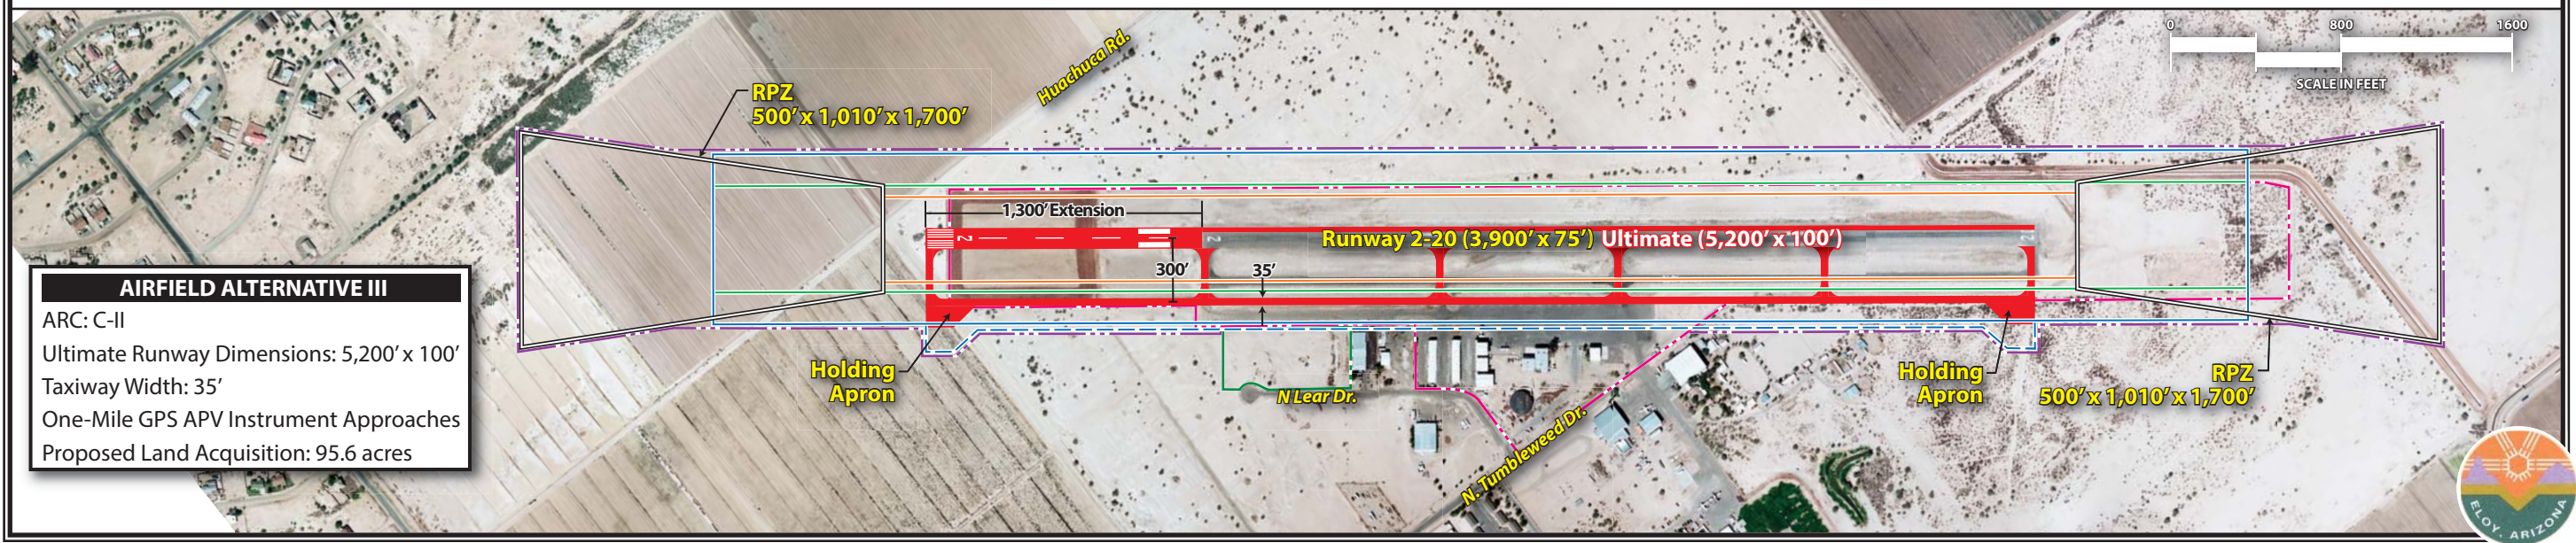 Huachuca Rd.
0 800 1600
SCALE IN FEET
RPZ
500' x 1,010' x 1,700'
1,300' Extension
2
2
Runway 2-20 (3,900' x 75') Ultimate (5,200' x 100')
300'
35'
AIRFIELD ALTERNATIVE III
ARC: C-II
Ultimate Runway Dimensions: 5,200' x 100'
Taxiway Width: 35'
One-Mile GPS APV Instrument Approaches
Proposed Land Acquisition: 95.6 acres
Holding
Apron
N Lear Dr.
N. Tumbleweed Dr.
Holding
Apron
RPZ
500' x 1,010' x 1,700'
ELOY, ARIZONA